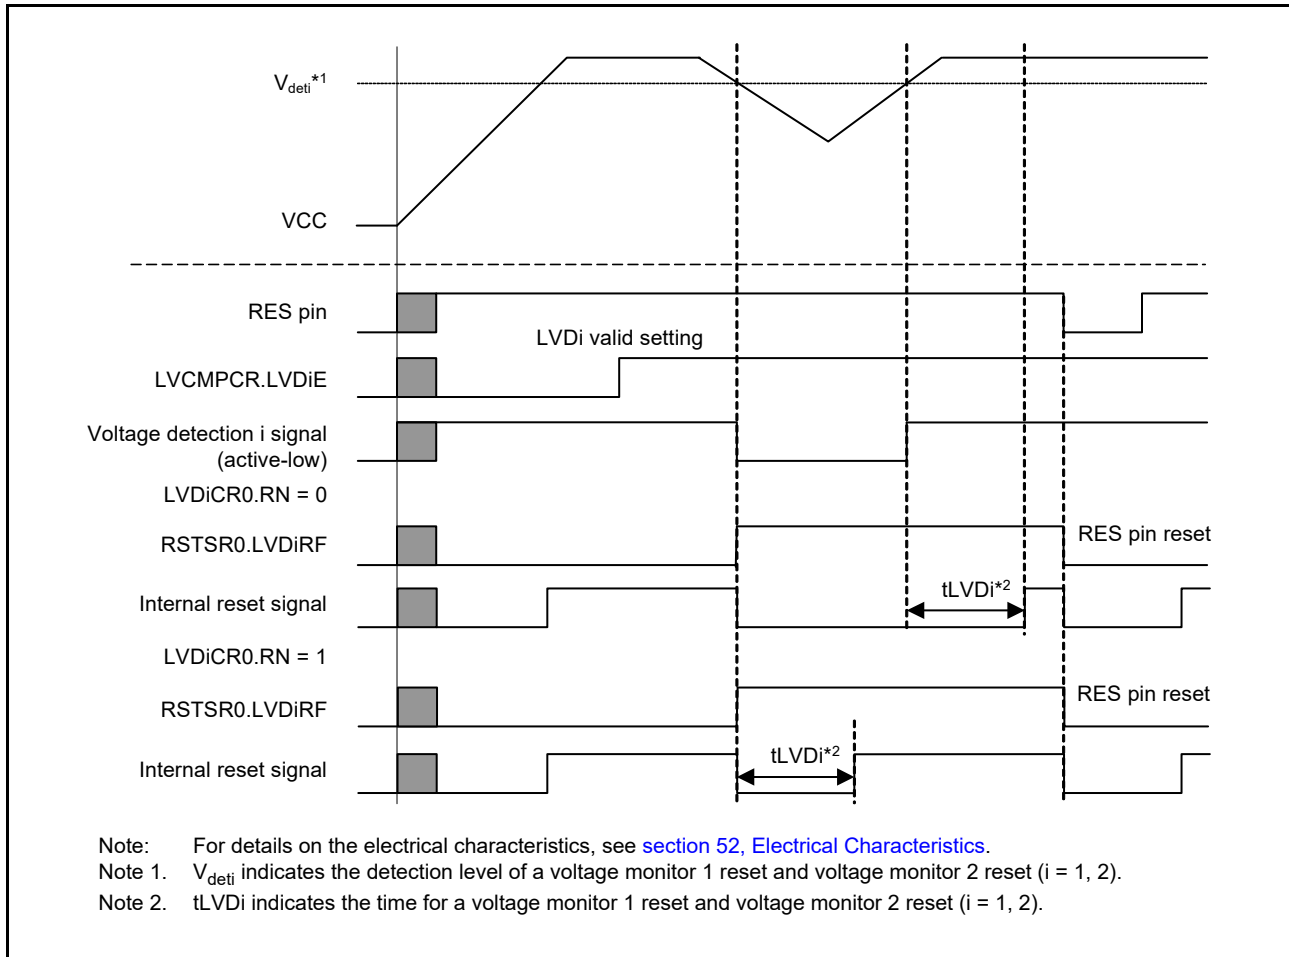 Vdeti*1
VCC
RES pin
LVDi valid setting
LVCMPCR.LVDiE
Voltage detection i signal
(active-low)
LVDiCR0.RN = 0
RSTSR0.LVDiRF
RES pin reset
tLVDi*2
Internal reset signal
LVDiCR0.RN = 1
RSTSR0.LVDiRF
RES pin reset
tLVDi*2
Internal reset signal
Note: For details on the electrical characteristics, see section 52, Electrical Characteristics.
Note 1. Vdeti indicates the detection level of a voltage monitor 1 reset and voltage monitor 2 reset (i = 1, 2).
Note 2. tLVDi indicates the time for a voltage monitor 1 reset and voltage monitor 2 reset (i = 1, 2).